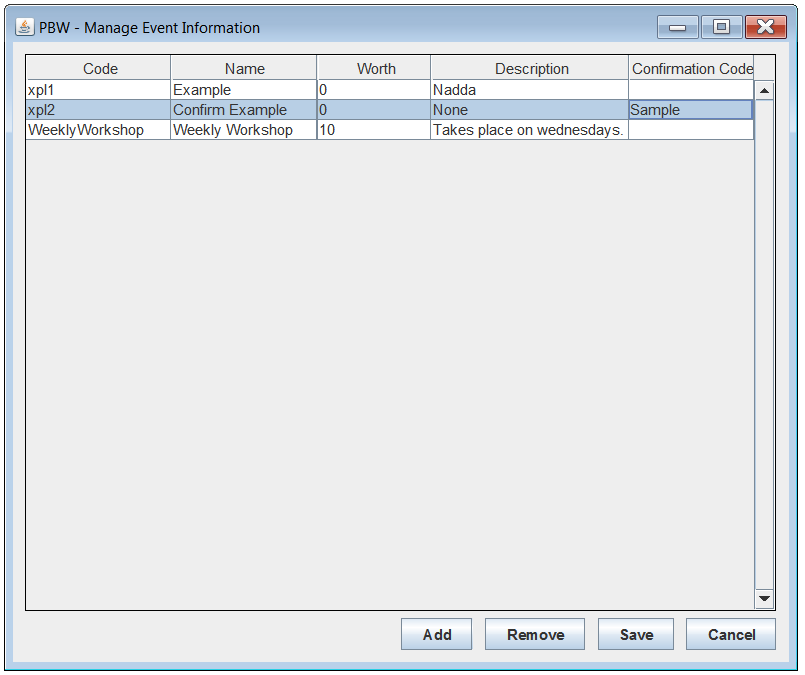 PBW - Manage Event Information
Code Name Worth Description Confirmation Code
xpl1 Example 0 Nadda
xpl2 Confirm Example 0 None Sample
WeeklyWorkshop Weekly Workshop 10 Takes place on wednesdays.
Add Remove Save Cancel